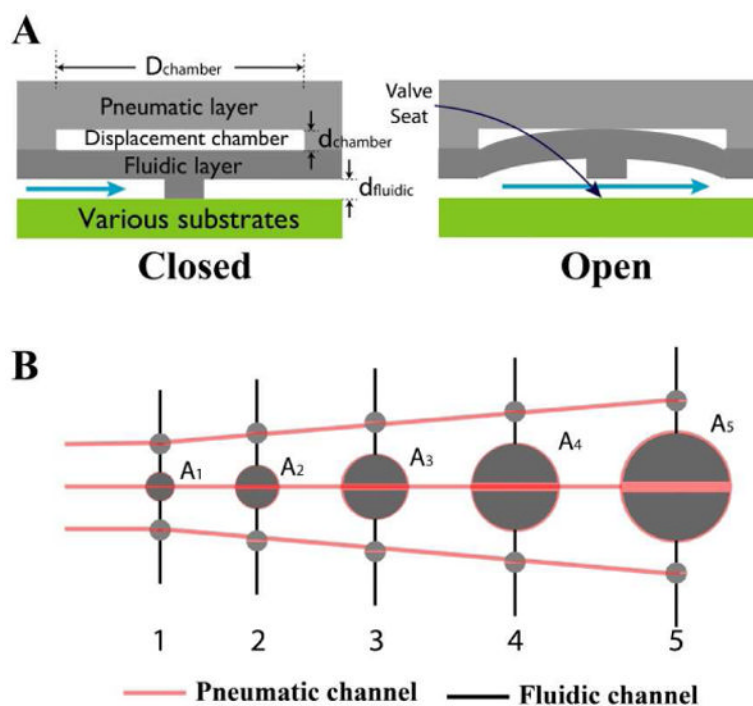 A
Dchamber
Pneumatic layer
Displacement chamber
dchamber
Fluidic layer
dfluidic
Various substrates
Closed
Valve
Seat
Open
B
A1
A2
A3
A4
A5
1 2 3 4 5
Pneumatic channel
Fluidic channel